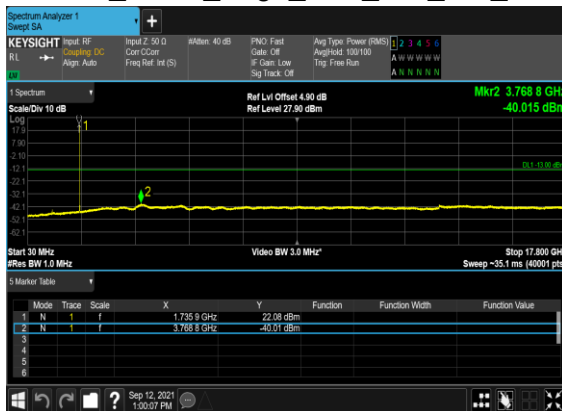 Spectrum Analyzer 1
Swept SA
KEYSIGHT Input: RF Input Z: 50 Ω #Atten: 40 dB PNO: Fast Avg Type: Power (RMS) 1 2 3 4 5 6
RL Coupling: DC Corr CCorr Gate: Off Avg|Hold: 100/100 A W W W W W
Align: Auto Freq Ref: Int (S) IF Gain: Low Trig: Free Run
Sig Track: Off A N N N N N
1 Spectrum
Ref Lvl Offset 4.90 dB Mkr2 3.768 8 GHz
Scale/Div 10 dB Ref Level 27.90 dBm -40.015 dBm
Log
17.9
1
7.90
-2.10
-12.1
DL1 -13.00 dBm
-22.1
-32.1
2
-42.1
-52.1
-62.1
Start 30 MHz Video BW 3.0 MHz* Stop 17.800 GHz
#Res BW 1.0 MHz Sweep ~35.1 ms (40001 pts)
5 Marker Table
Mode Trace Scale X Y Function Function Width Function Value
1 N 1 f 1.735 9 GHz 22.08 dBm
2 N 1 f 3.768 8 GHz -40.01 dBm
3
4
5
6
? Sep 12, 2021
1:00:07 PM